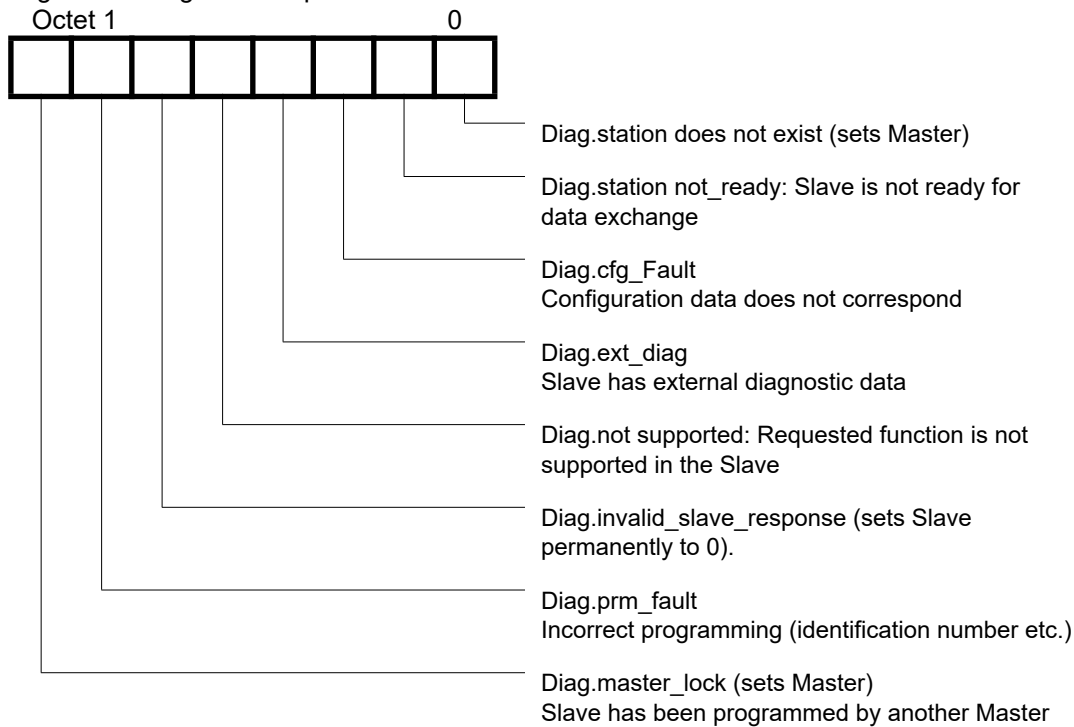 Octet 1 0
Diag.station does not exist (sets Master)
Diag.station not_ready: Slave is not ready for
data exchange
Diag.cfg_Fault
Configuration data does not correspond
Diag.ext_diag
Slave has external diagnostic data
Diag.not supported: Requested function is not
supported in the Slave
Diag.invalid_slave_response (sets Slave
permanently to 0).
Diag.prm_fault
Incorrect programming (identification number etc.)
Diag.master_lock (sets Master)
Slave has been programmed by another Master